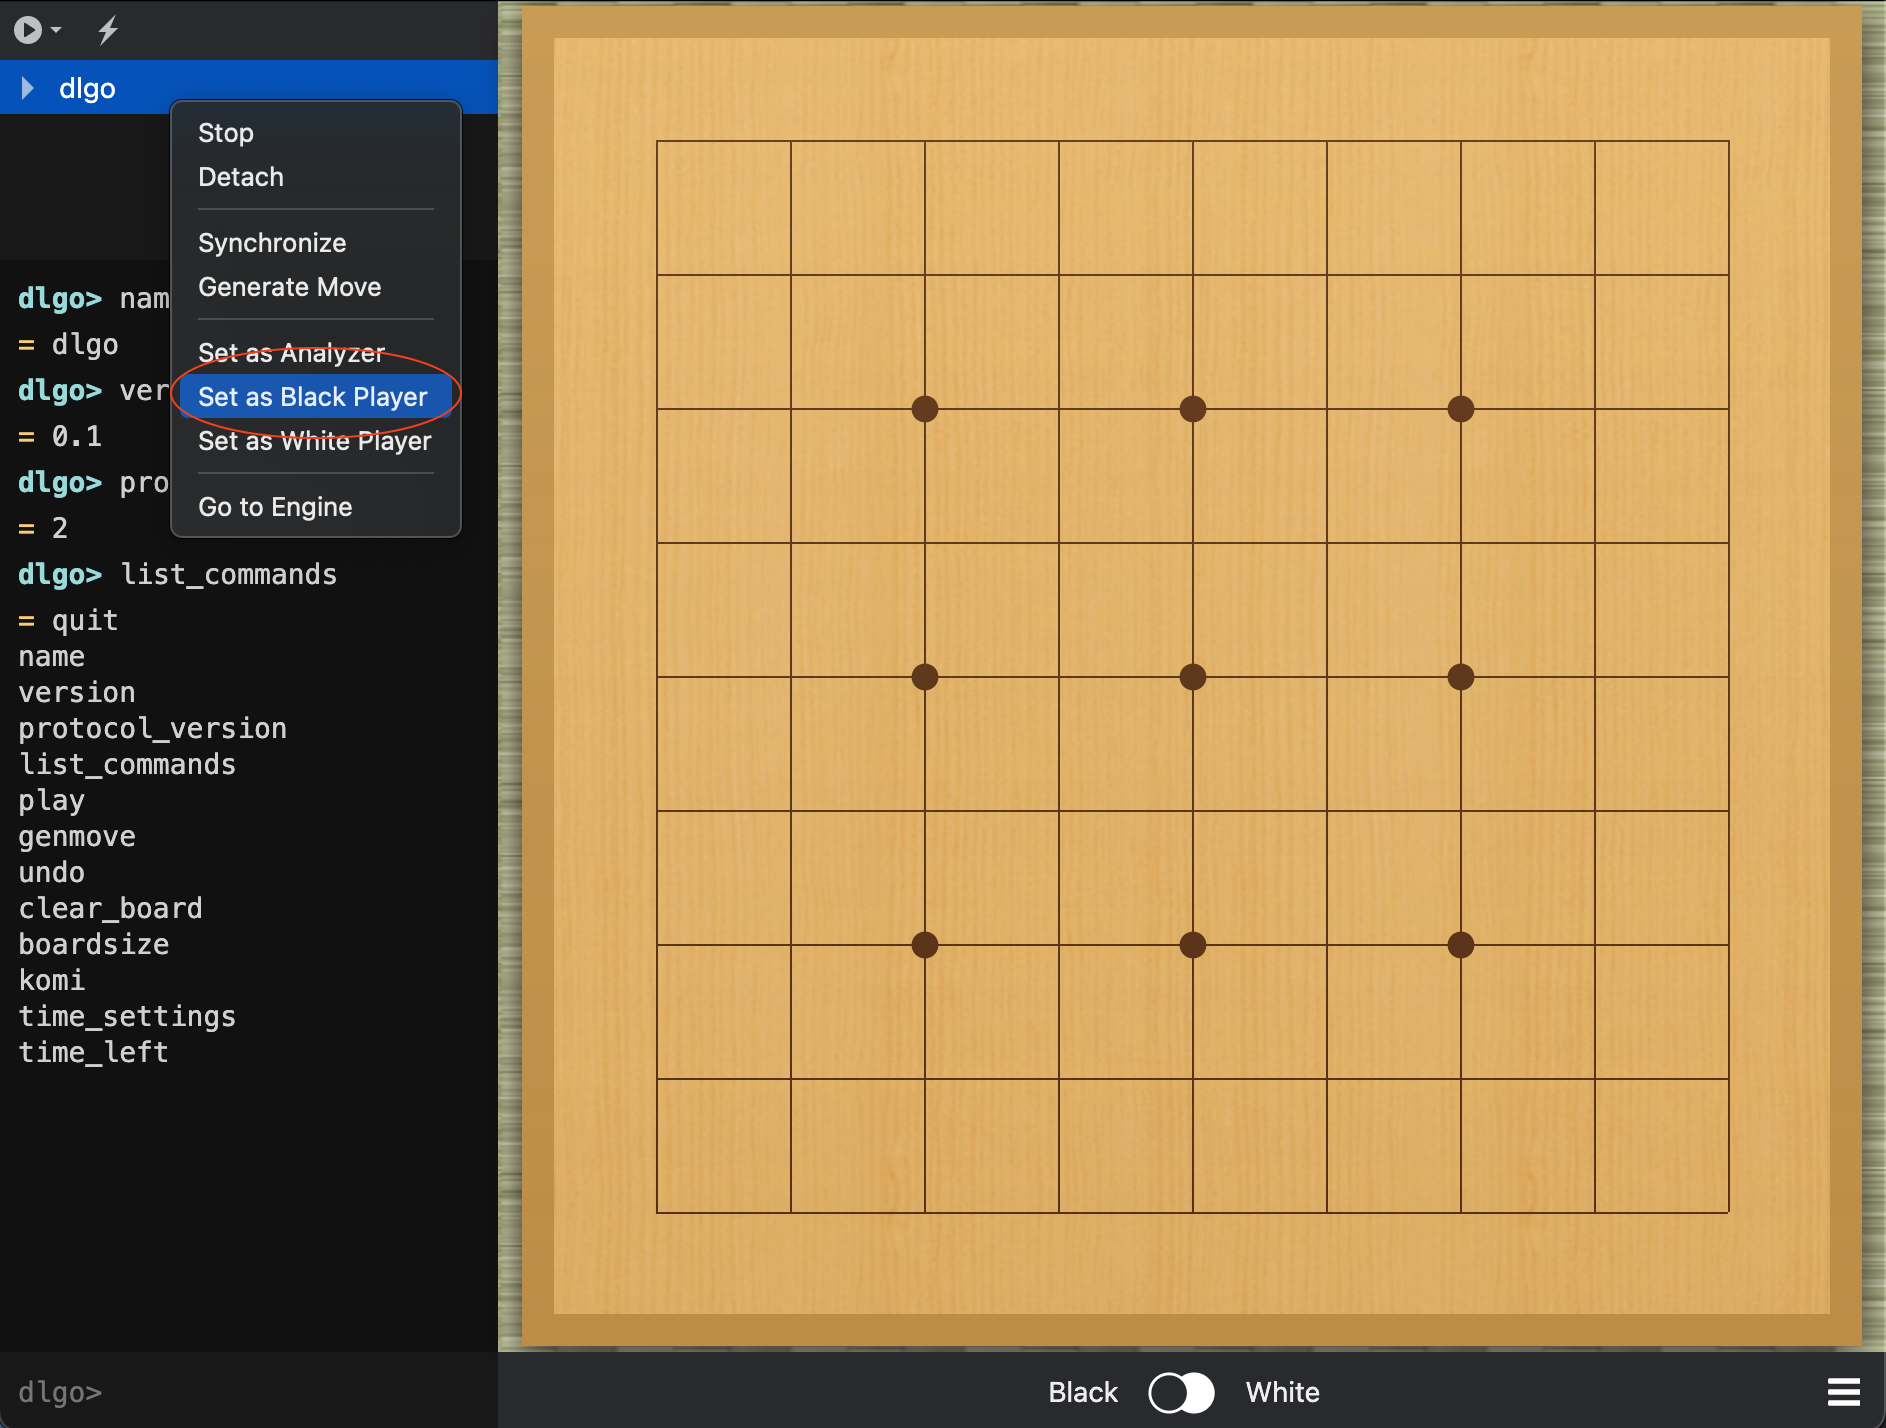 dlgo
Stop
Detach
Synchronize
Generate Move
Set as Analyzer
Set as Black Player
Set as White Player
Go to Engine
dlgo> nam
= dlgo
dlgo> ver
= 0.1
dlgo> pro
= 2
dlgo> list_commands
= quit
name
version
protocol_version
list_commands
play
genmove
undo
clear_board
boardsize
komi
time_settings
time_left
dlgo>
Black White